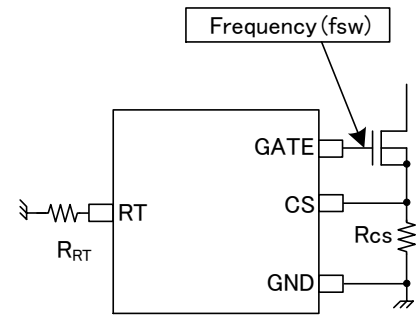 Frequency(fsw)
GATE
CS
RT
RRT
Rcs
GND